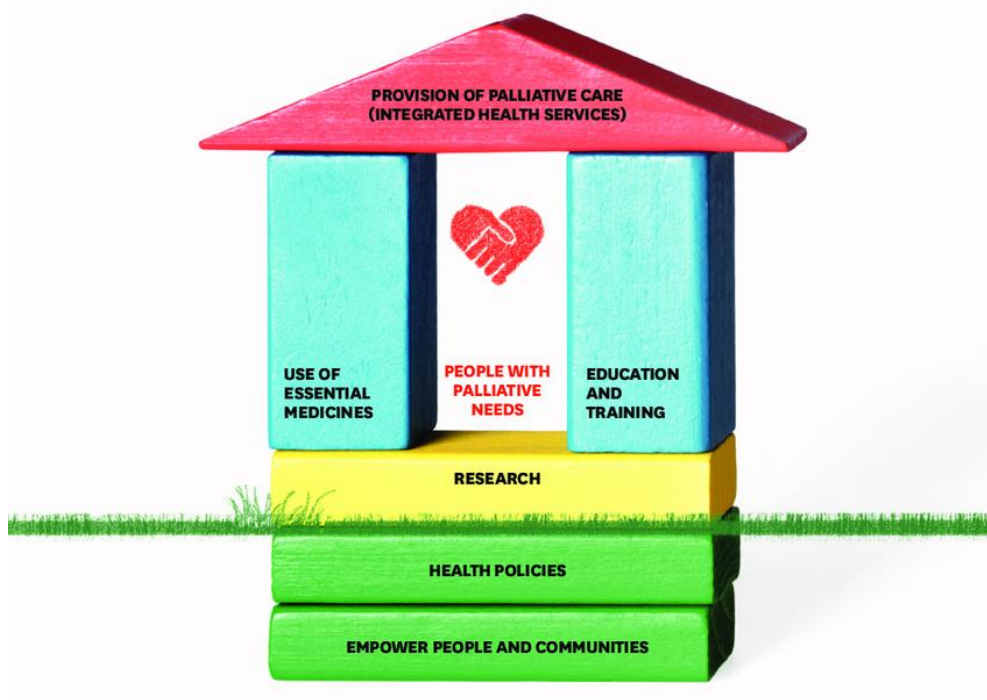 PROVISION OF PALLIATIVE CARE
(INTEGRATED HEALTH SERVICES)
USE OF
ESSENTIAL
MEDICINES
PEOPLE WITH
PALLIATIVE
NEEDS
EDUCATION
AND
TRAINING
RESEARCH
HEALTH POLICIES
EMPOWER PEOPLE AND COMMUNITIES